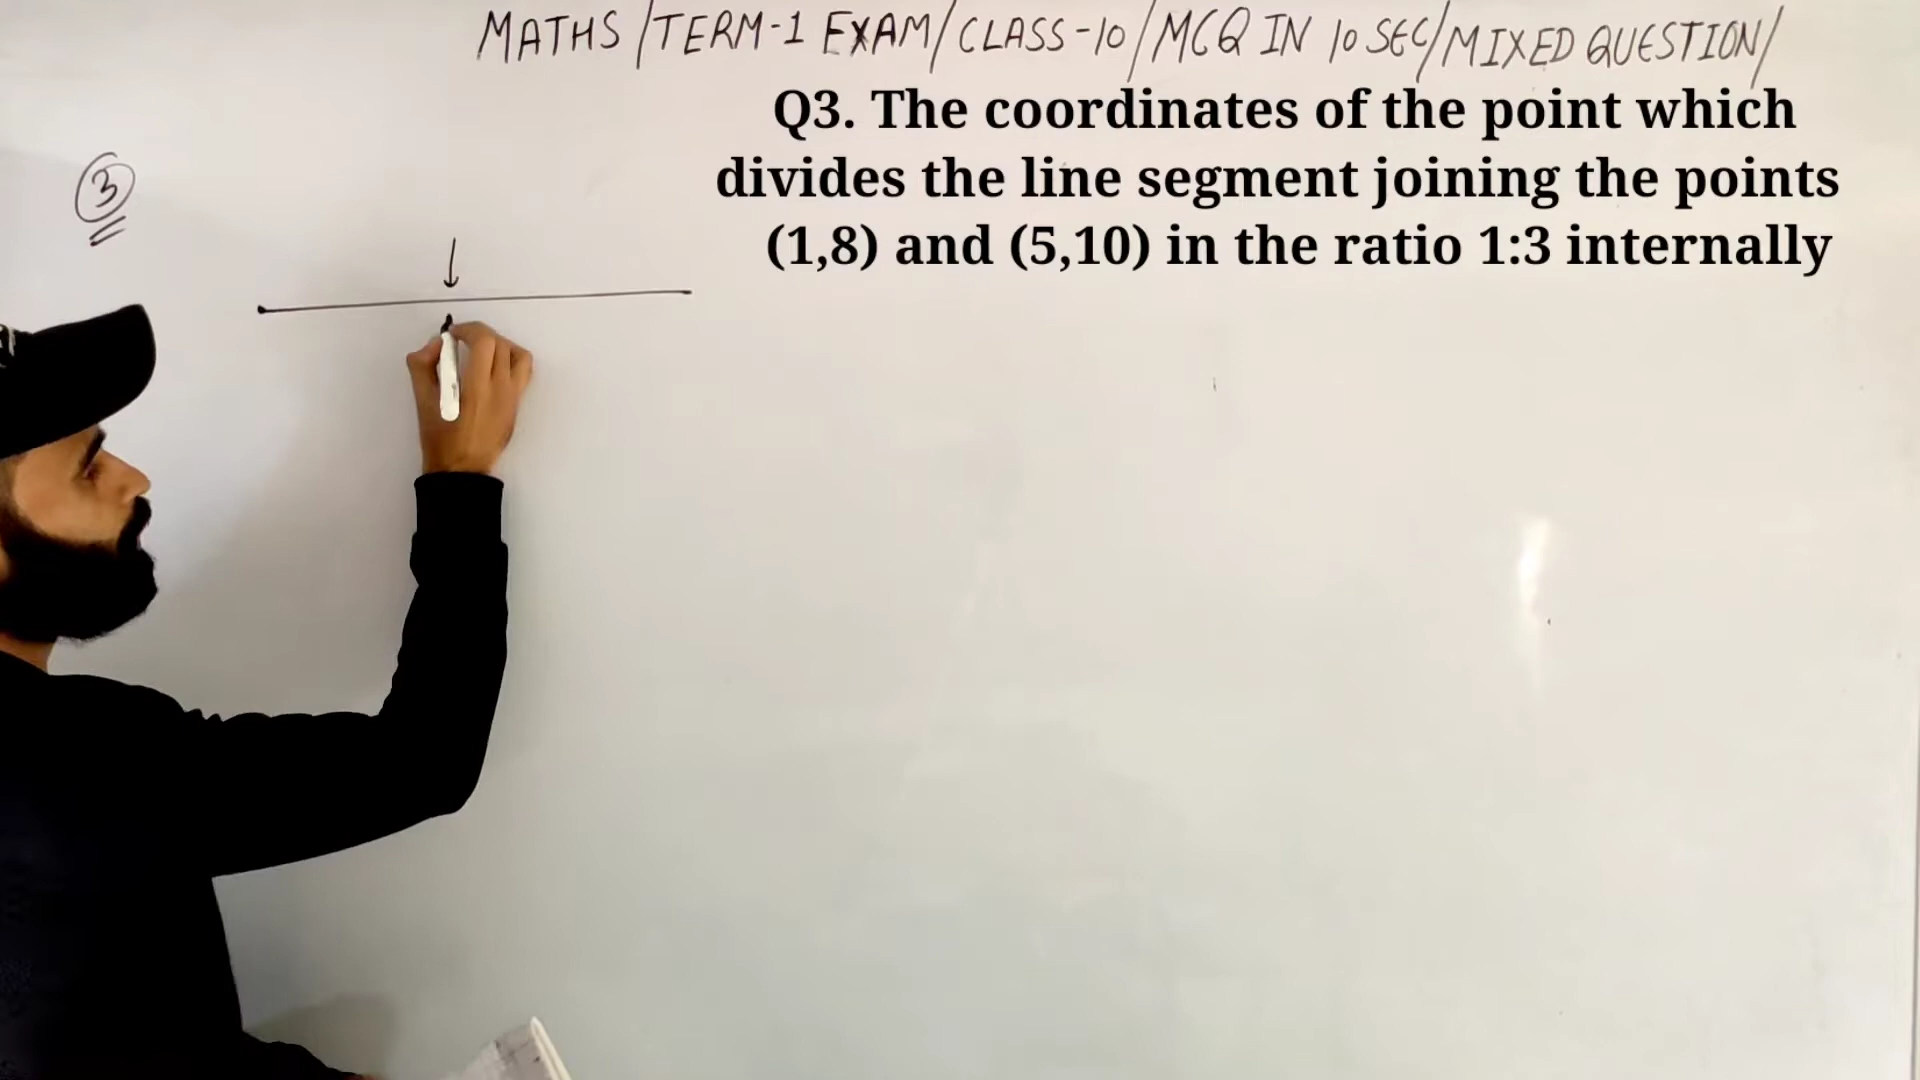 MATHS /TERM-1 EXAM/CLASS-10/MCQ IN 10 SEC/MIXED QUESTION/
Q3. The coordinates of the point which
divides the line segment joining the points
(1,8) and (5,10) in the ratio 1:3 internally
3